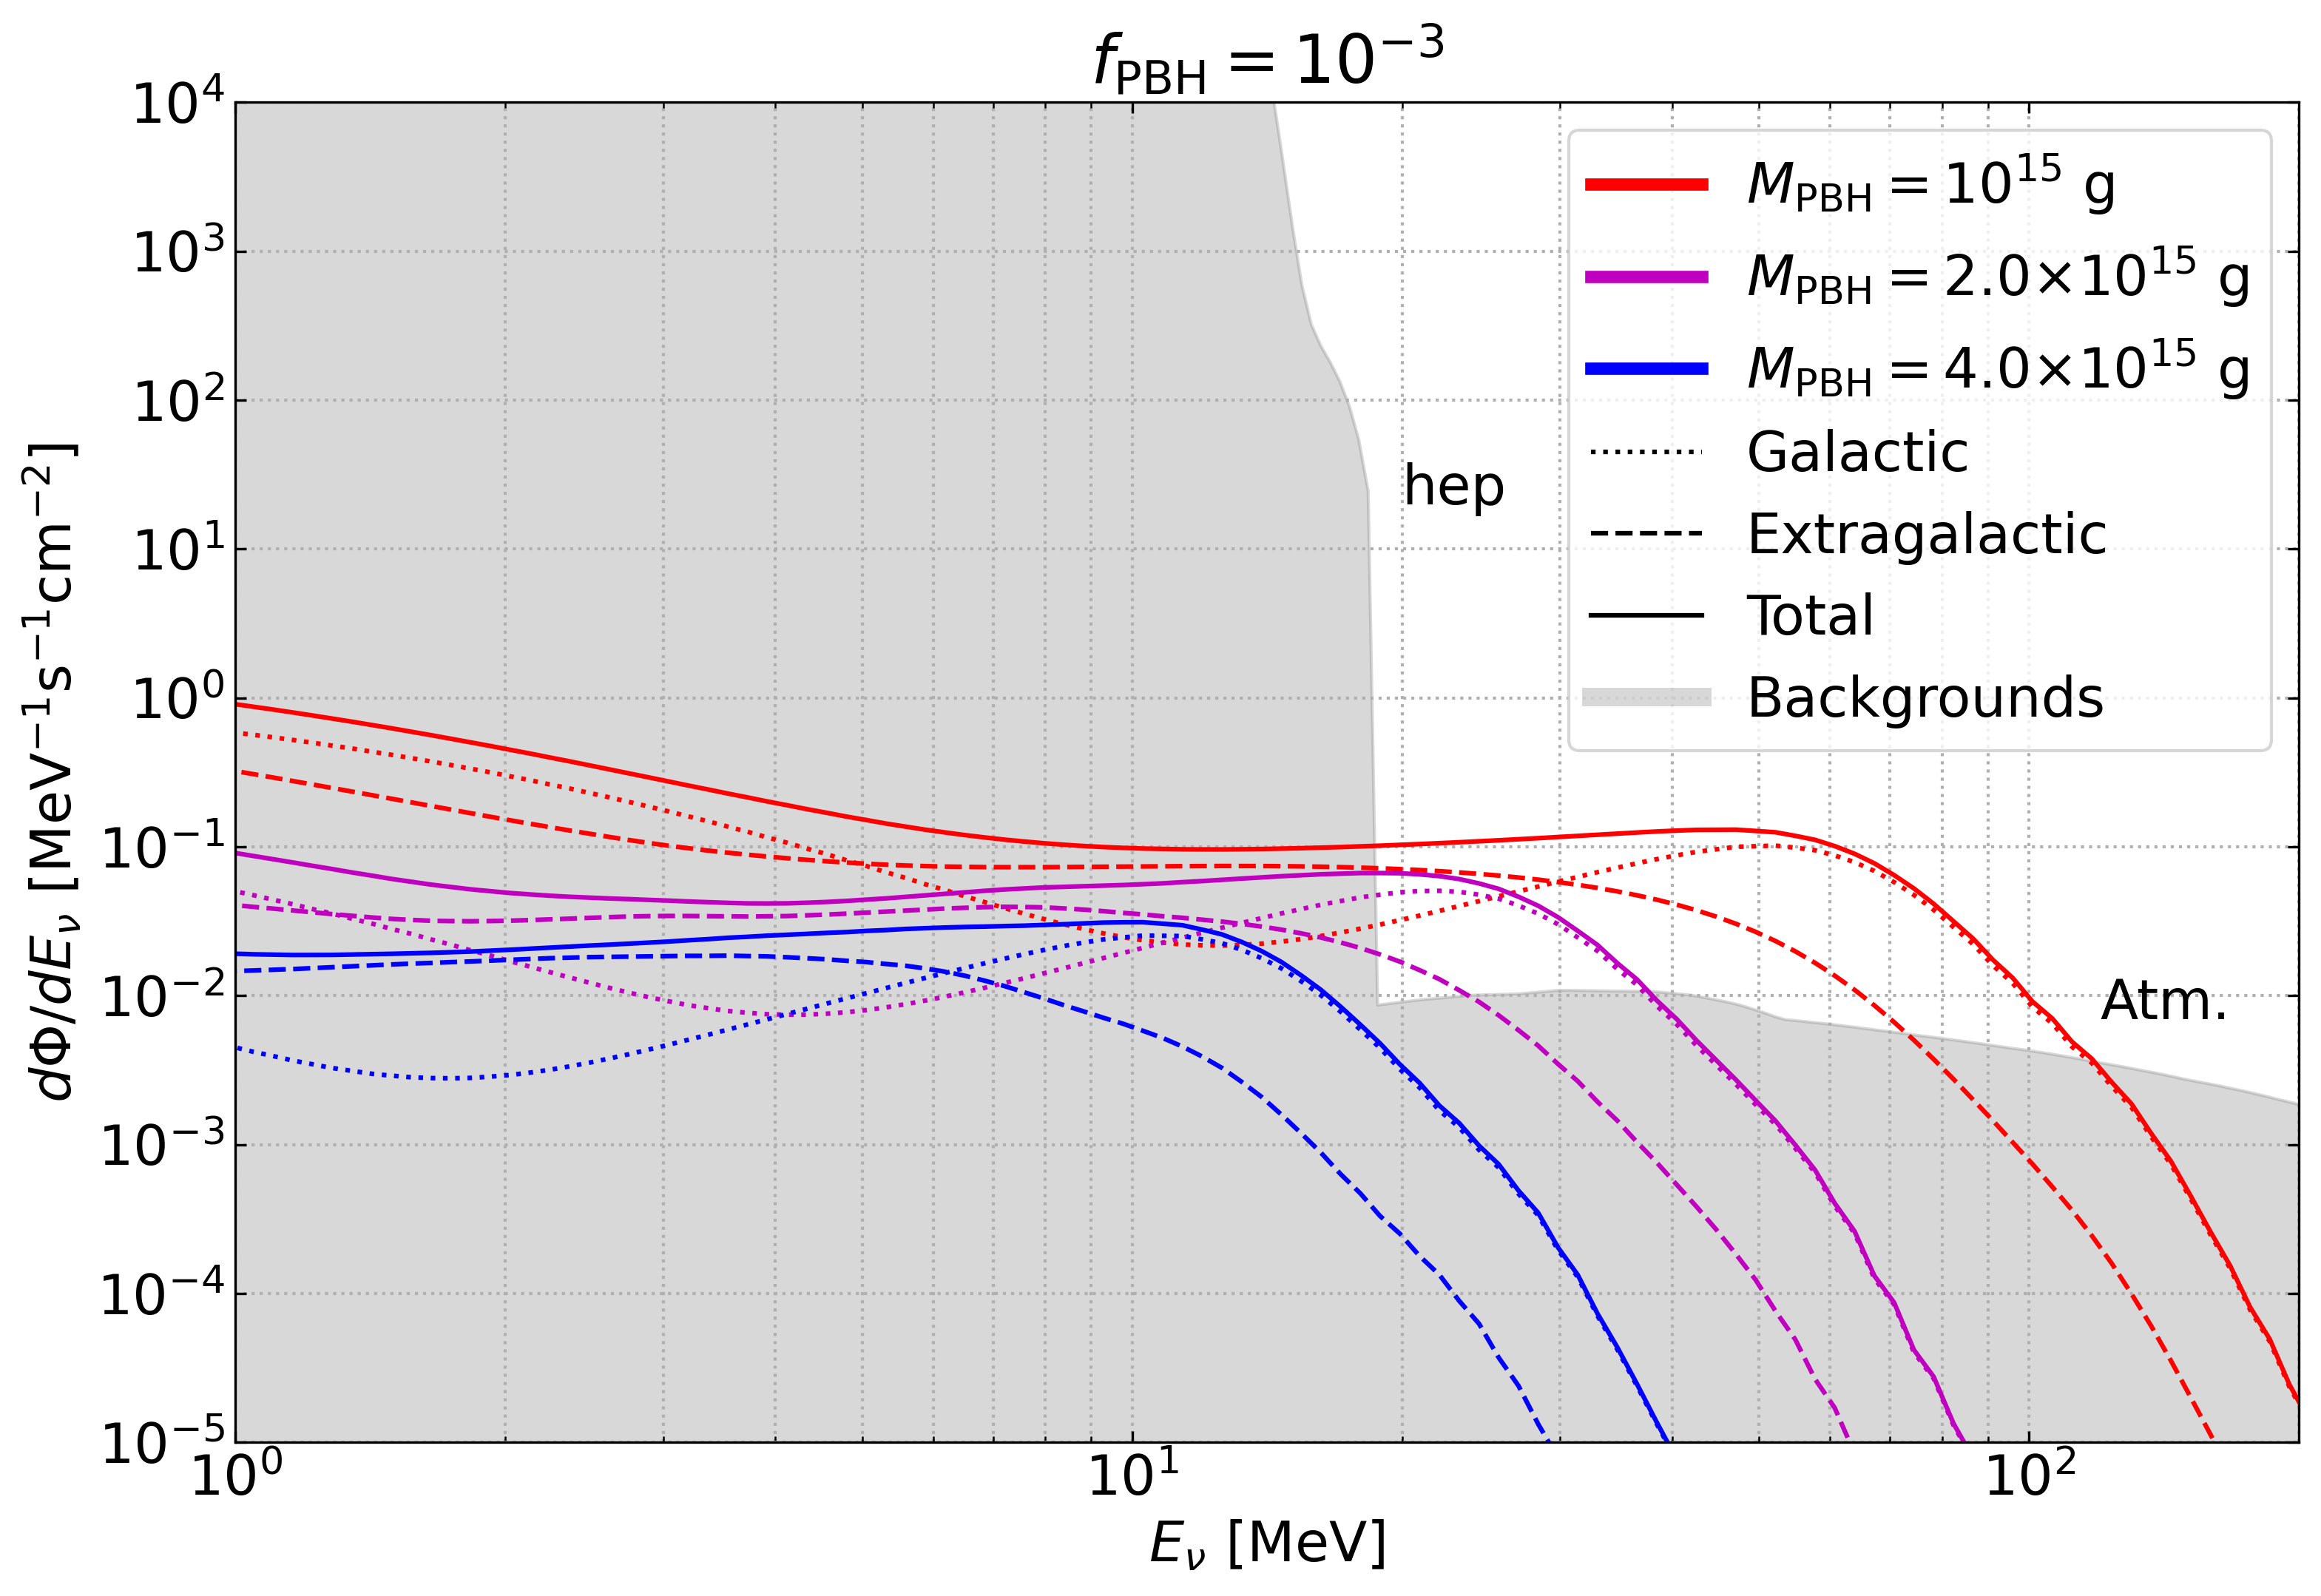 f_PBH = 10^−3
10^4
10^3
10^2
10^1
10^0
10^−1
10^−2
10^−3
10^−4
10^−5
dΦ/dE_ν [MeV^−1s^−1cm^−2]
M_PBH = 10^15 g
M_PBH = 2.0×10^15 g
M_PBH = 4.0×10^15 g
Galactic
Extragalactic
Total
Backgrounds
hep
Atm.
10^0
10^1
10^2
E_ν [MeV]